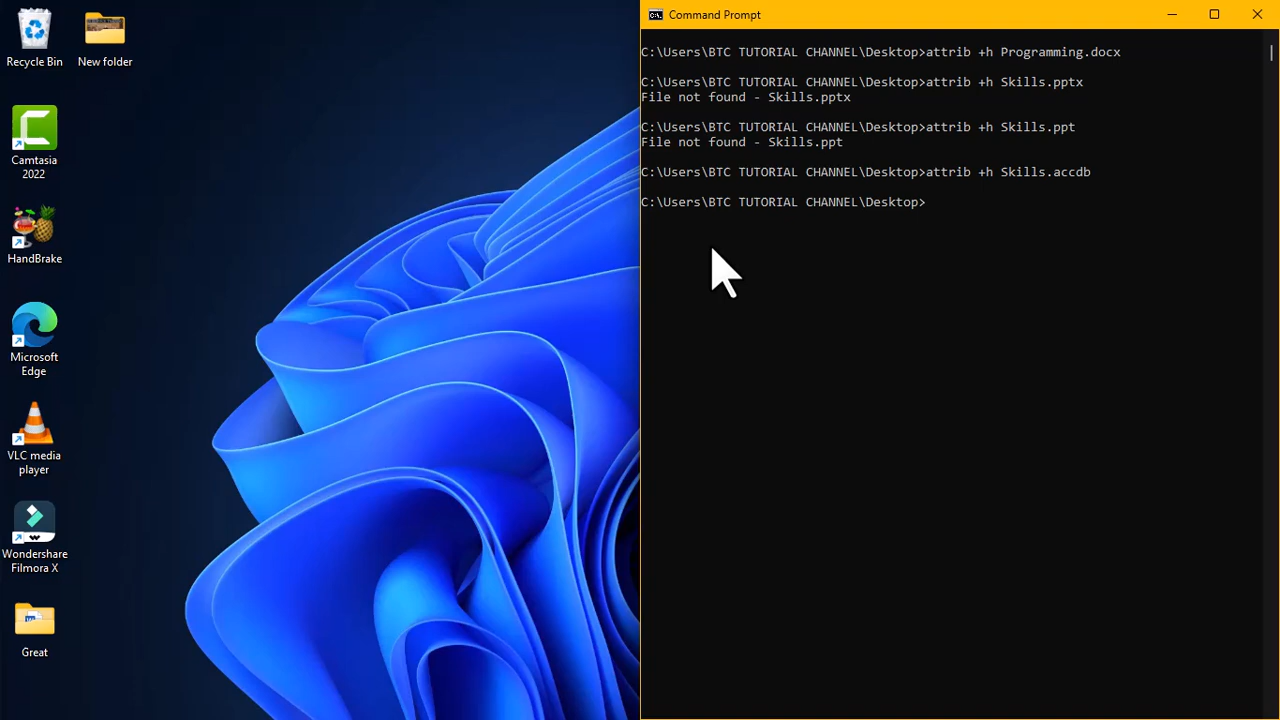 Recycle Bin
New folder
Camtasia
2022
HandBrake
Microsoft
Edge
VLC media
player
Wondershare
Filmora X
Great
Command Prompt
C:\Users\BTC TUTORIAL CHANNEL\Desktop>attrib +h Programming.docx
C:\Users\BTC TUTORIAL CHANNEL\Desktop>attrib +h Skills.pptx
File not found - Skills.pptx
C:\Users\BTC TUTORIAL CHANNEL\Desktop>attrib +h Skills.ppt
File not found - Skills.ppt
C:\Users\BTC TUTORIAL CHANNEL\Desktop>attrib +h Skills.accdb
C:\Users\BTC TUTORIAL CHANNEL\Desktop>